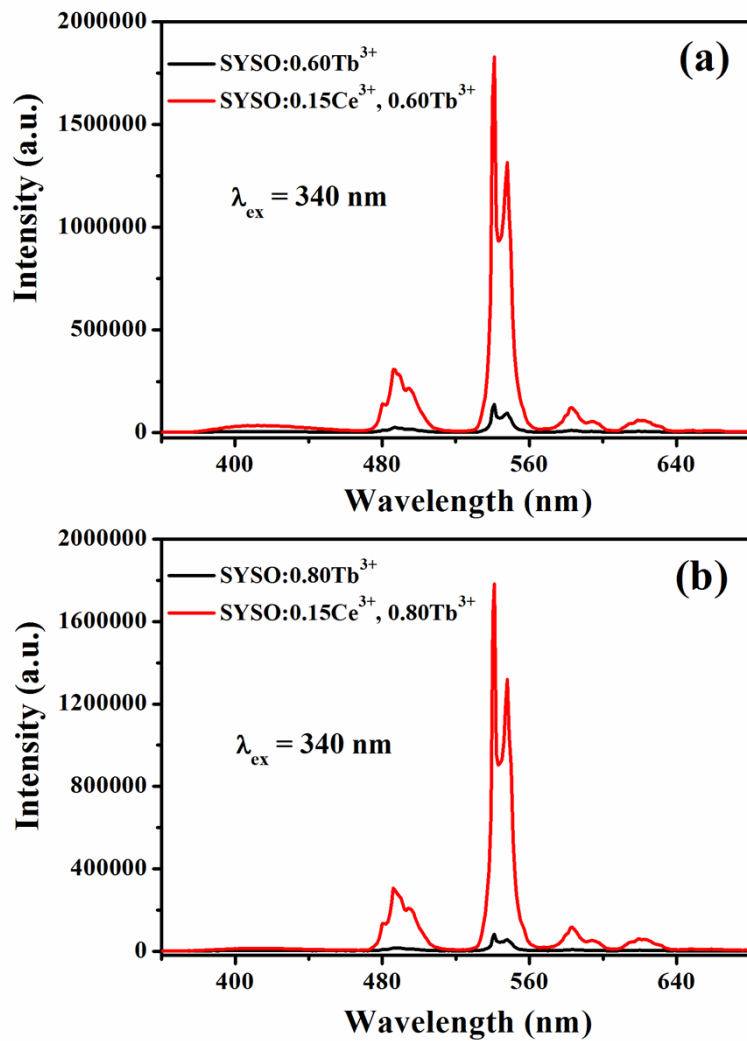 2000000
(a)
SYSO:0.60Tb³⁺
SYSO:0.15Ce³⁺, 0.60Tb³⁺
1500000
λex = 340 nm
1000000
500000
0
Intensity (a.u.)
400 480 560 640
Wavelength (nm)
2000000
(b)
SYSO:0.80Tb³⁺
SYSO:0.15Ce³⁺, 0.80Tb³⁺
1600000
1200000
λex = 340 nm
800000
400000
0
Intensity (a.u.)
400 480 560 640
Wavelength (nm)